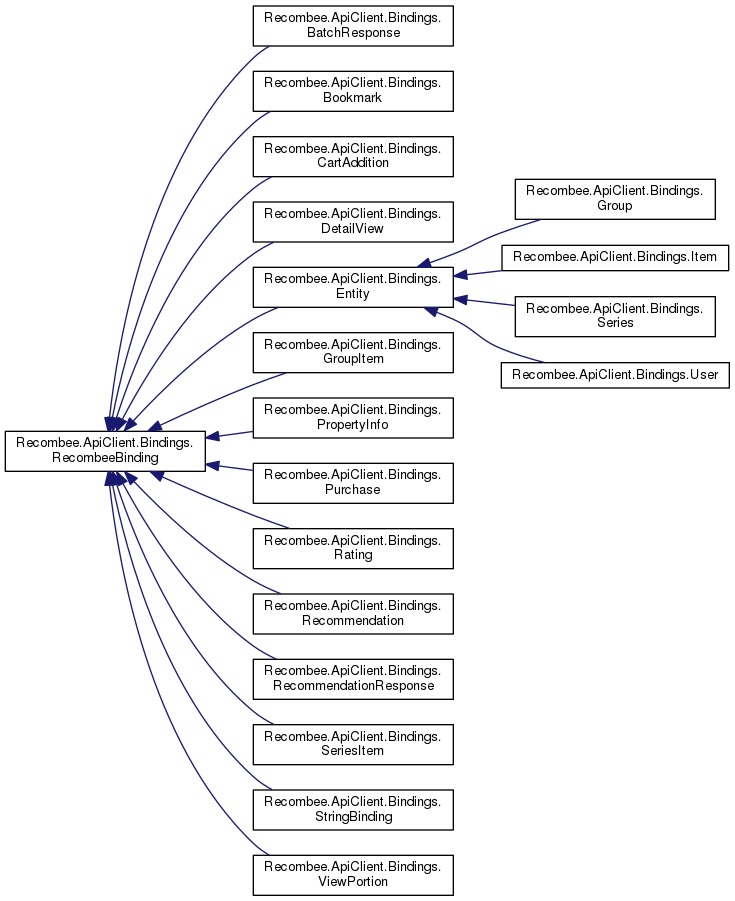 Recombee.ApiClient.Bindings.
RecombeeBinding
Recombee.ApiClient.Bindings.
BatchResponse
Recombee.ApiClient.Bindings.
Bookmark
Recombee.ApiClient.Bindings.
CartAddition
Recombee.ApiClient.Bindings.
DetailView
Recombee.ApiClient.Bindings.
Entity
Recombee.ApiClient.Bindings.
GroupItem
Recombee.ApiClient.Bindings.
PropertyInfo
Recombee.ApiClient.Bindings.
Purchase
Recombee.ApiClient.Bindings.
Rating
Recombee.ApiClient.Bindings.
Recommendation
Recombee.ApiClient.Bindings.
RecommendationResponse
Recombee.ApiClient.Bindings.
SeriesItem
Recombee.ApiClient.Bindings.
StringBinding
Recombee.ApiClient.Bindings.
ViewPortion
Recombee.ApiClient.Bindings.
Group
Recombee.ApiClient.Bindings.Item
Recombee.ApiClient.Bindings.
Series
Recombee.ApiClient.Bindings.User